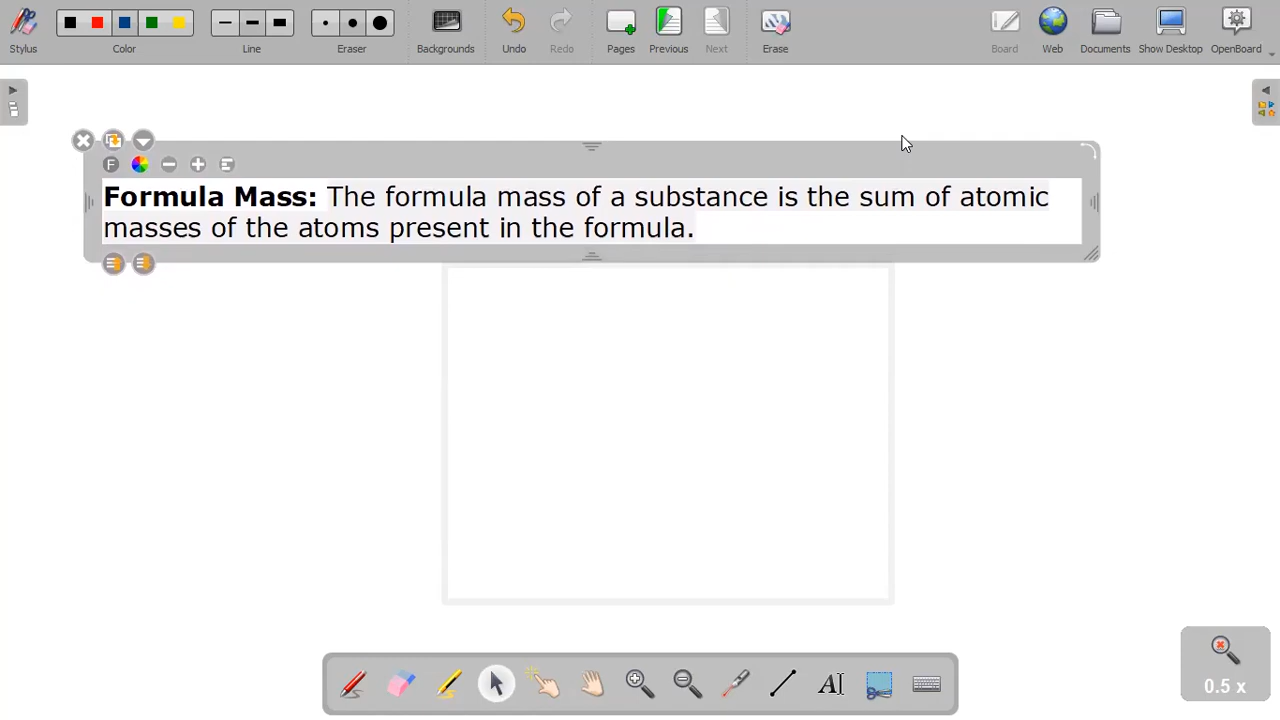 Stylus Color Line Eraser Backgrounds Undo Redo Pages Previous Next Erase Board Web Documents Show Desktop OpenBoard
F
Formula Mass: The formula mass of a substance is the sum of atomic
masses of the atoms present in the formula.
AI
0.5 x